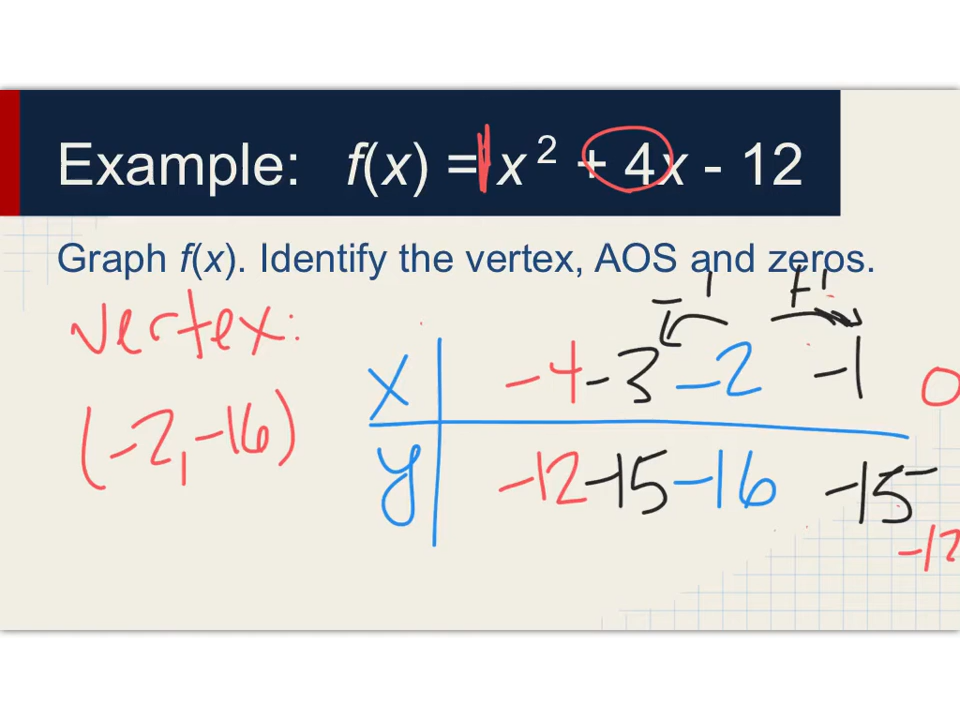 Example: f(x) = 1x² + 4x - 12
Graph f(x). Identify the vertex, AOS and zeros.
vertex:
-1 +1
x -4 -3 -2 -1 0
(-2, -16)
y -12 -15 -16 -15
-12